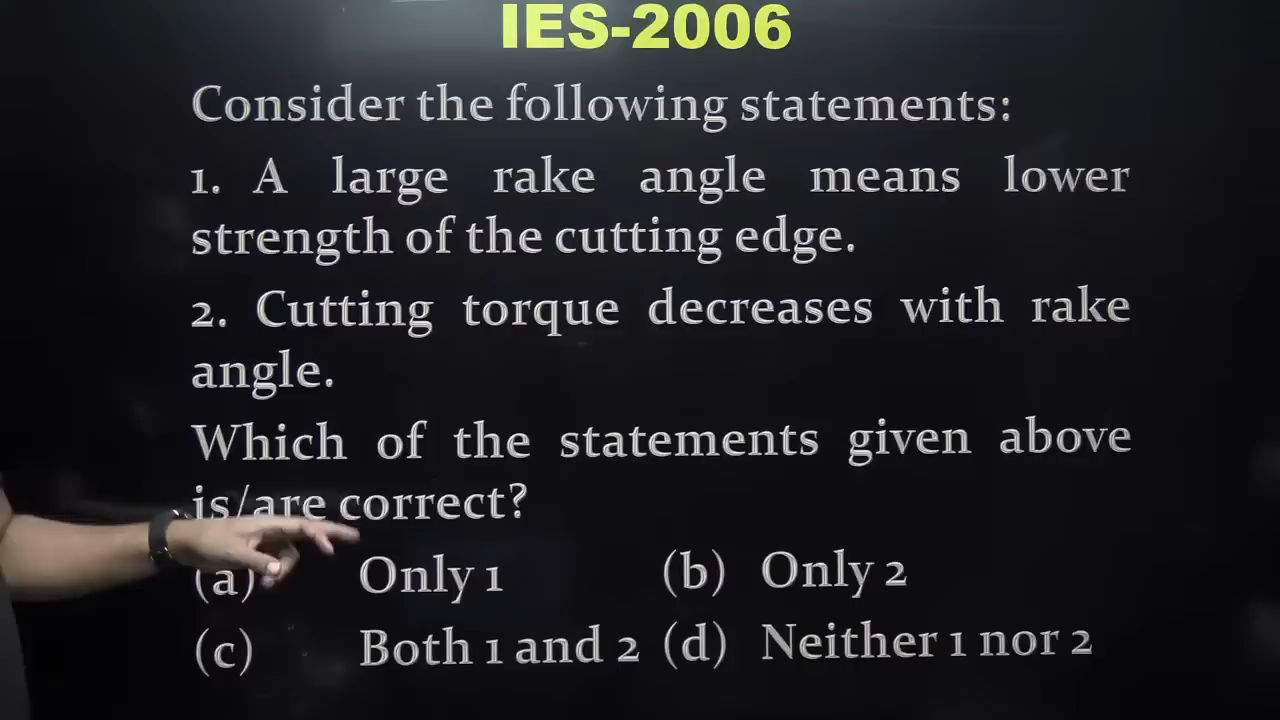 IES-2006
Consider the following statements:
1. A large rake angle means lower
strength of the cutting edge.
2. Cutting torque decreases with rake
angle.
Which of the statements given above
is/are correct?
(a) Only 1 (b) Only 2
(c) Both 1 and 2 (d) Neither 1 nor 2